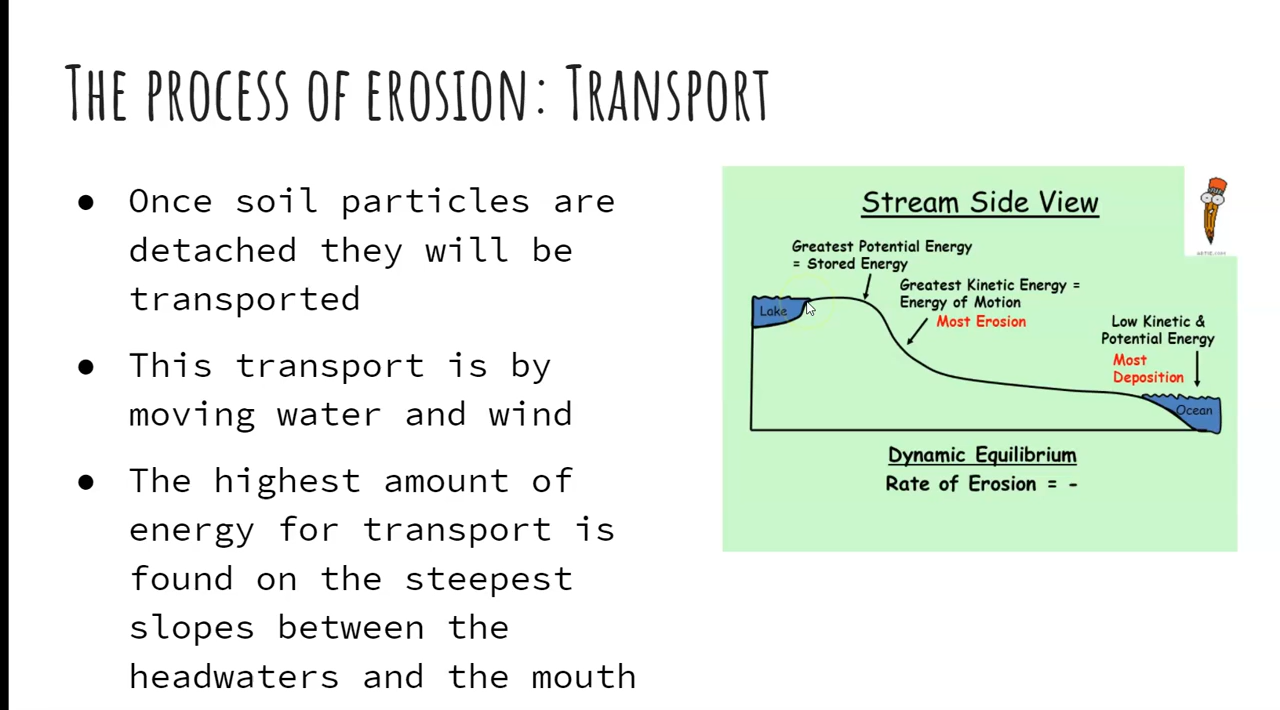 The process of erosion: Transport
● Once soil particles are
detached they will be
transported
● This transport is by
moving water and wind
● The highest amount of
energy for transport is
found on the steepest
slopes between the
headwaters and the mouth
Stream Side View
Greatest Potential Energy
= Stored Energy
Greatest Kinetic Energy =
Energy of Motion
Most Erosion
Lake
Low Kinetic &
Potential Energy
Most
Deposition
Ocean
Dynamic Equilibrium
Rate of Erosion = -